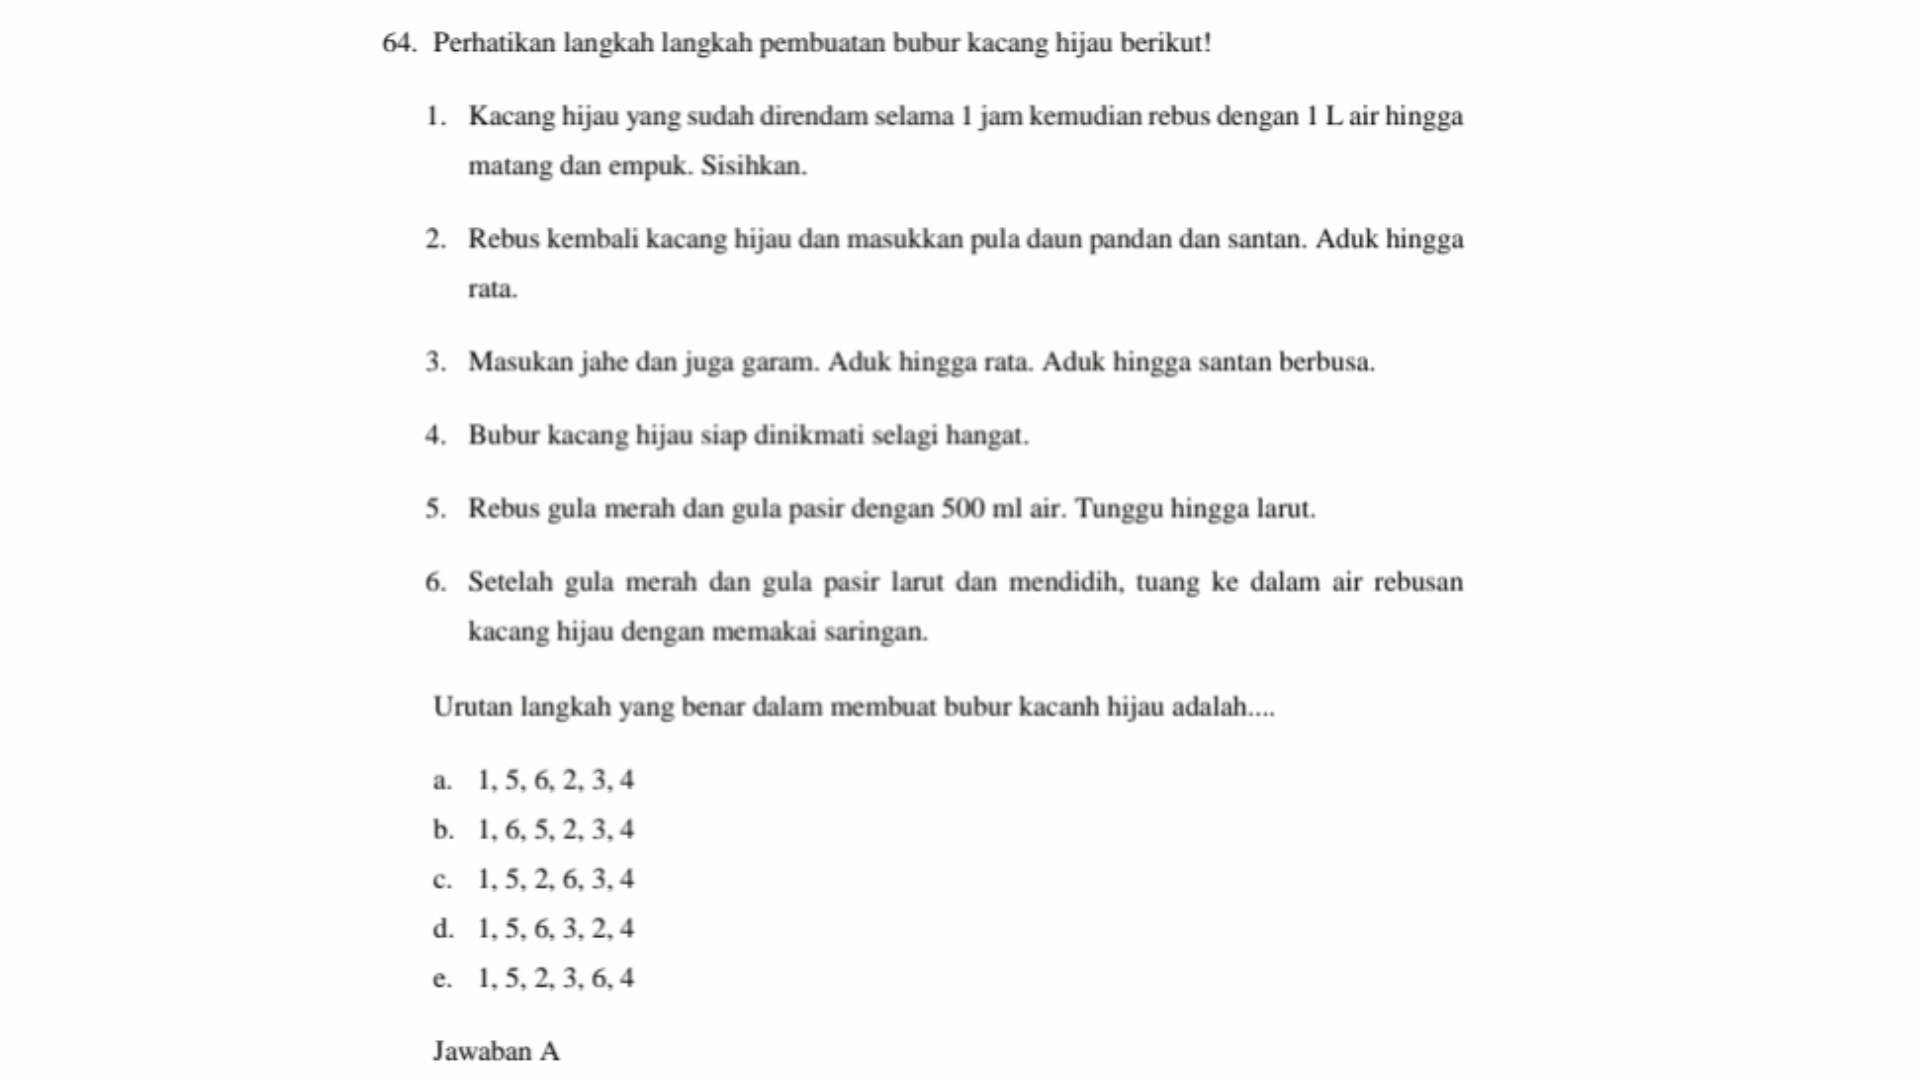 64. Perhatikan langkah langkah pembuatan bubur kacang hijau berikut!
1. Kacang hijau yang sudah direndam selama 1 jam kemudian rebus dengan 1 L air hingga
matang dan empuk. Sisihkan.
2. Rebus kembali kacang hijau dan masukkan pula daun pandan dan santan. Aduk hingga
rata.
3. Masukan jahe dan juga garam. Aduk hingga rata. Aduk hingga santan berbusa.
4. Bubur kacang hijau siap dinikmati selagi hangat.
5. Rebus gula merah dan gula pasir dengan 500 ml air. Tunggu hingga larut.
6. Setelah gula merah dan gula pasir larut dan mendidih, tuang ke dalam air rebusan
kacang hijau dengan memakai saringan.
Urutan langkah yang benar dalam membuat bubur kacanh hijau adalah....
a. 1, 5, 6, 2, 3, 4
b. 1, 6, 5, 2, 3, 4
c. 1, 5, 2, 6, 3, 4
d. 1, 5, 6, 3, 2, 4
e. 1, 5, 2, 3, 6, 4
Jawaban A